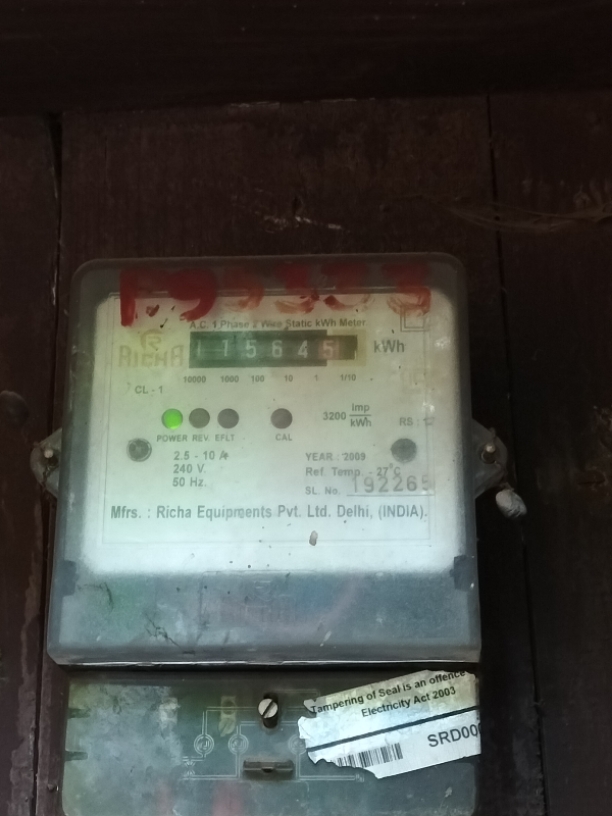 A.C. 1 Phase 2 Wire Static kWh Meter
RICHA
115645 kWh
10000 1000 100 10 1 1/10
CL - 1
3200 imp/kWh
POWER REV. EFLT CAL
2.5 - 10 A
240 V.
50 Hz.
YEAR : 2009
Ref. Temp. - 27°C
SL. No. 192265
Mfrs. : Richa Equipments Pvt. Ltd. Delhi, (INDIA).
Tampering of Seal is an offence
Electricity Act 2003
SRD000